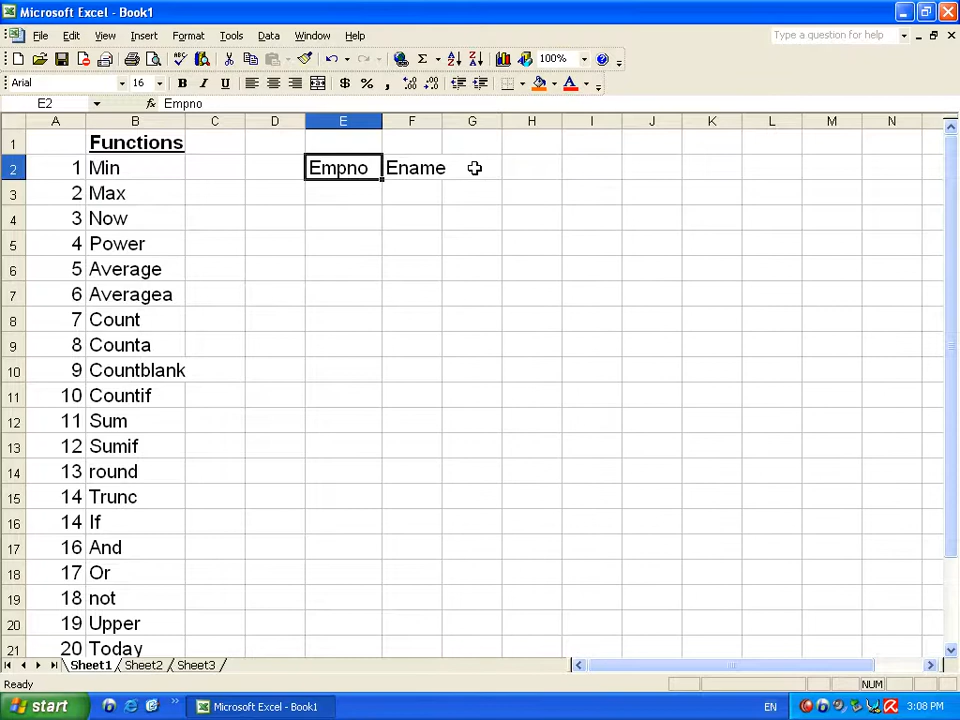 Microsoft Excel - Book1
File Edit View Insert Format Tools Data Window Help
Type a question for help
100%
Arial 16 B I U $ % ,
E2 fx Empno
A B C D E F G H I J K L M N
1 Functions
2 1 Min Empno Ename
3 2 Max
4 3 Now
5 4 Power
6 5 Average
7 6 Averagea
8 7 Count
9 8 Counta
10 9 Countblank
11 10 Countif
12 11 Sum
13 12 Sumif
14 13 round
15 14 Trunc
16 14 If
17 16 And
18 17 Or
19 18 not
20 19 Upper
21 20 Today
Sheet1 Sheet2 Sheet3
Ready NUM
start Microsoft Excel - Book1 EN 3:08 PM